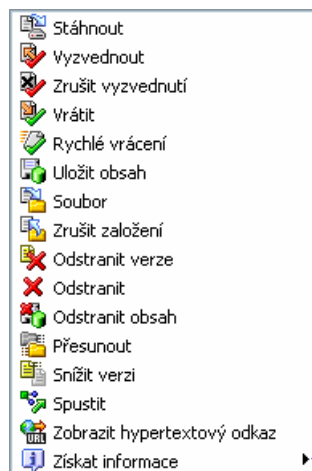 Stáhnout
Vyzvednout
Zrušit vyzvednutí
Vrátit
Rychlé vrácení
Uložit obsah
Soubor
Zrušit založení
Odstranit verze
Odstranit
Odstranit obsah
Přesunout
Snížit verzi
Spustit
URL Zobrazit hypertextový odkaz
Získat informace